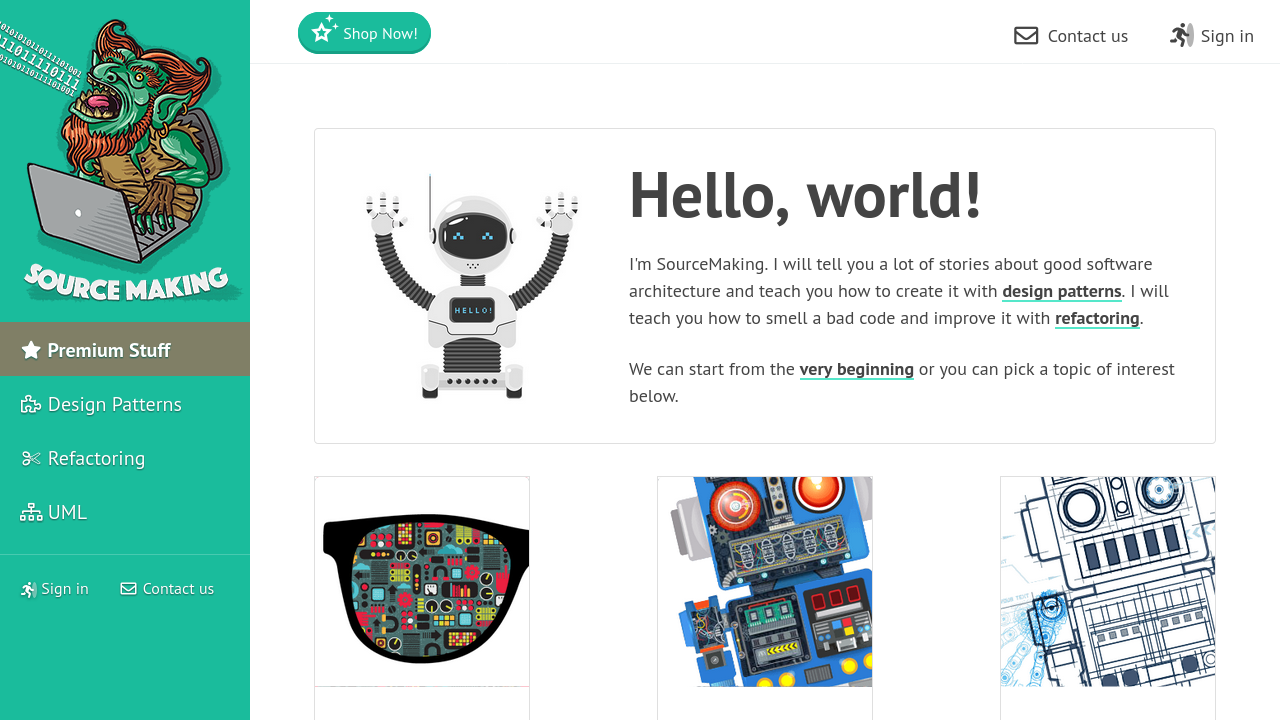 SOURCE MAKING
Premium Stuff
Design Patterns
Refactoring
UML
Sign in
Contact us
Shop Now!
Contact us
Sign in
HELLO!
Hello, world!
I'm SourceMaking. I will tell you a lot of stories about good software
architecture and teach you how to create it with design patterns. I will
teach you how to smell a bad code and improve it with refactoring.
We can start from the very beginning or you can pick a topic of interest
below.